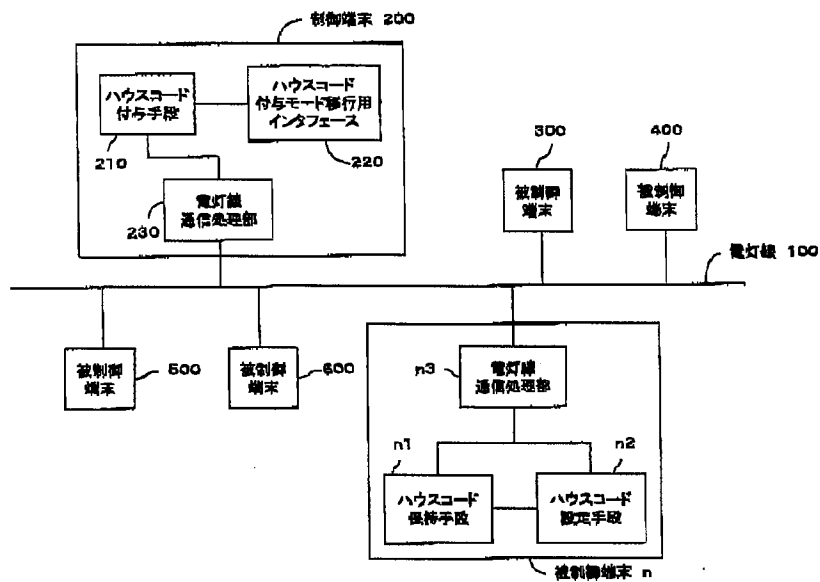 制御端末 200
ハウスコード
付与手段
ハウスコード
付与モード移行用
インタフェース
210
220
電灯線
通信処理部
230
300
400
被制御
端末
被制御
端末
電灯線 100
被制御
端末
500
被制御
端末
600
n3
電灯線
通信処理部
n1
n2
ハウスコード
保持手段
ハウスコード
設定手段
被制御端末 n